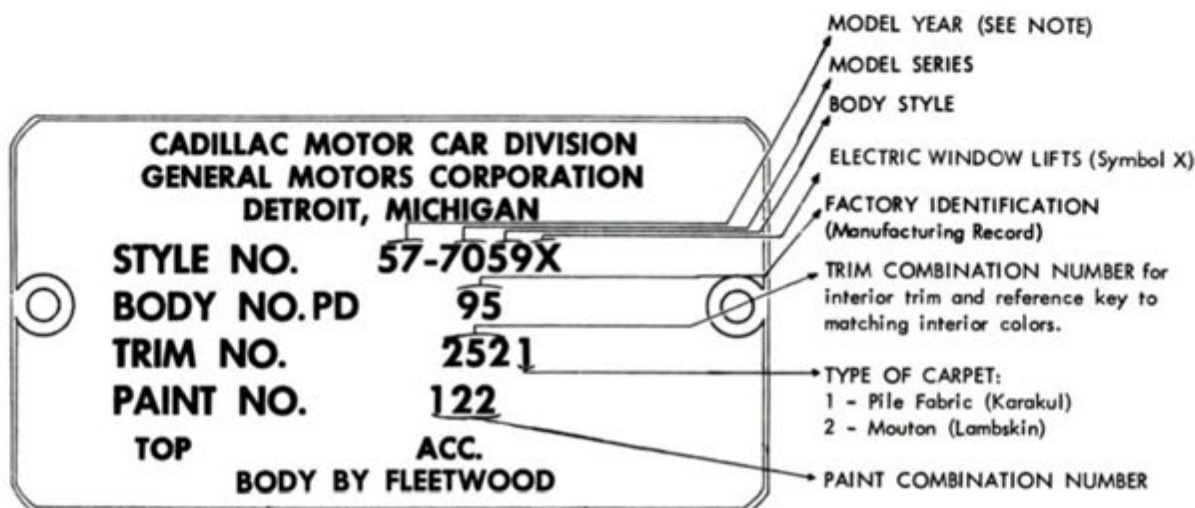 CADILLAC MOTOR CAR DIVISION
GENERAL MOTORS CORPORATION
DETROIT, MICHIGAN
STYLE NO. 57-7059X
BODY NO. PD 95
TRIM NO. 2521
PAINT NO. 122
TOP ACC.
BODY BY FLEETWOOD
MODEL YEAR (SEE NOTE)
MODEL SERIES
BODY STYLE
ELECTRIC WINDOW LIFTS (Symbol X)
FACTORY IDENTIFICATION
(Manufacturing Record)
TRIM COMBINATION NUMBER for
interior trim and reference key to
matching interior colors.
TYPE OF CARPET:
1 - Pile Fabric (Karakul)
2 - Mouton (Lambskin)
PAINT COMBINATION NUMBER